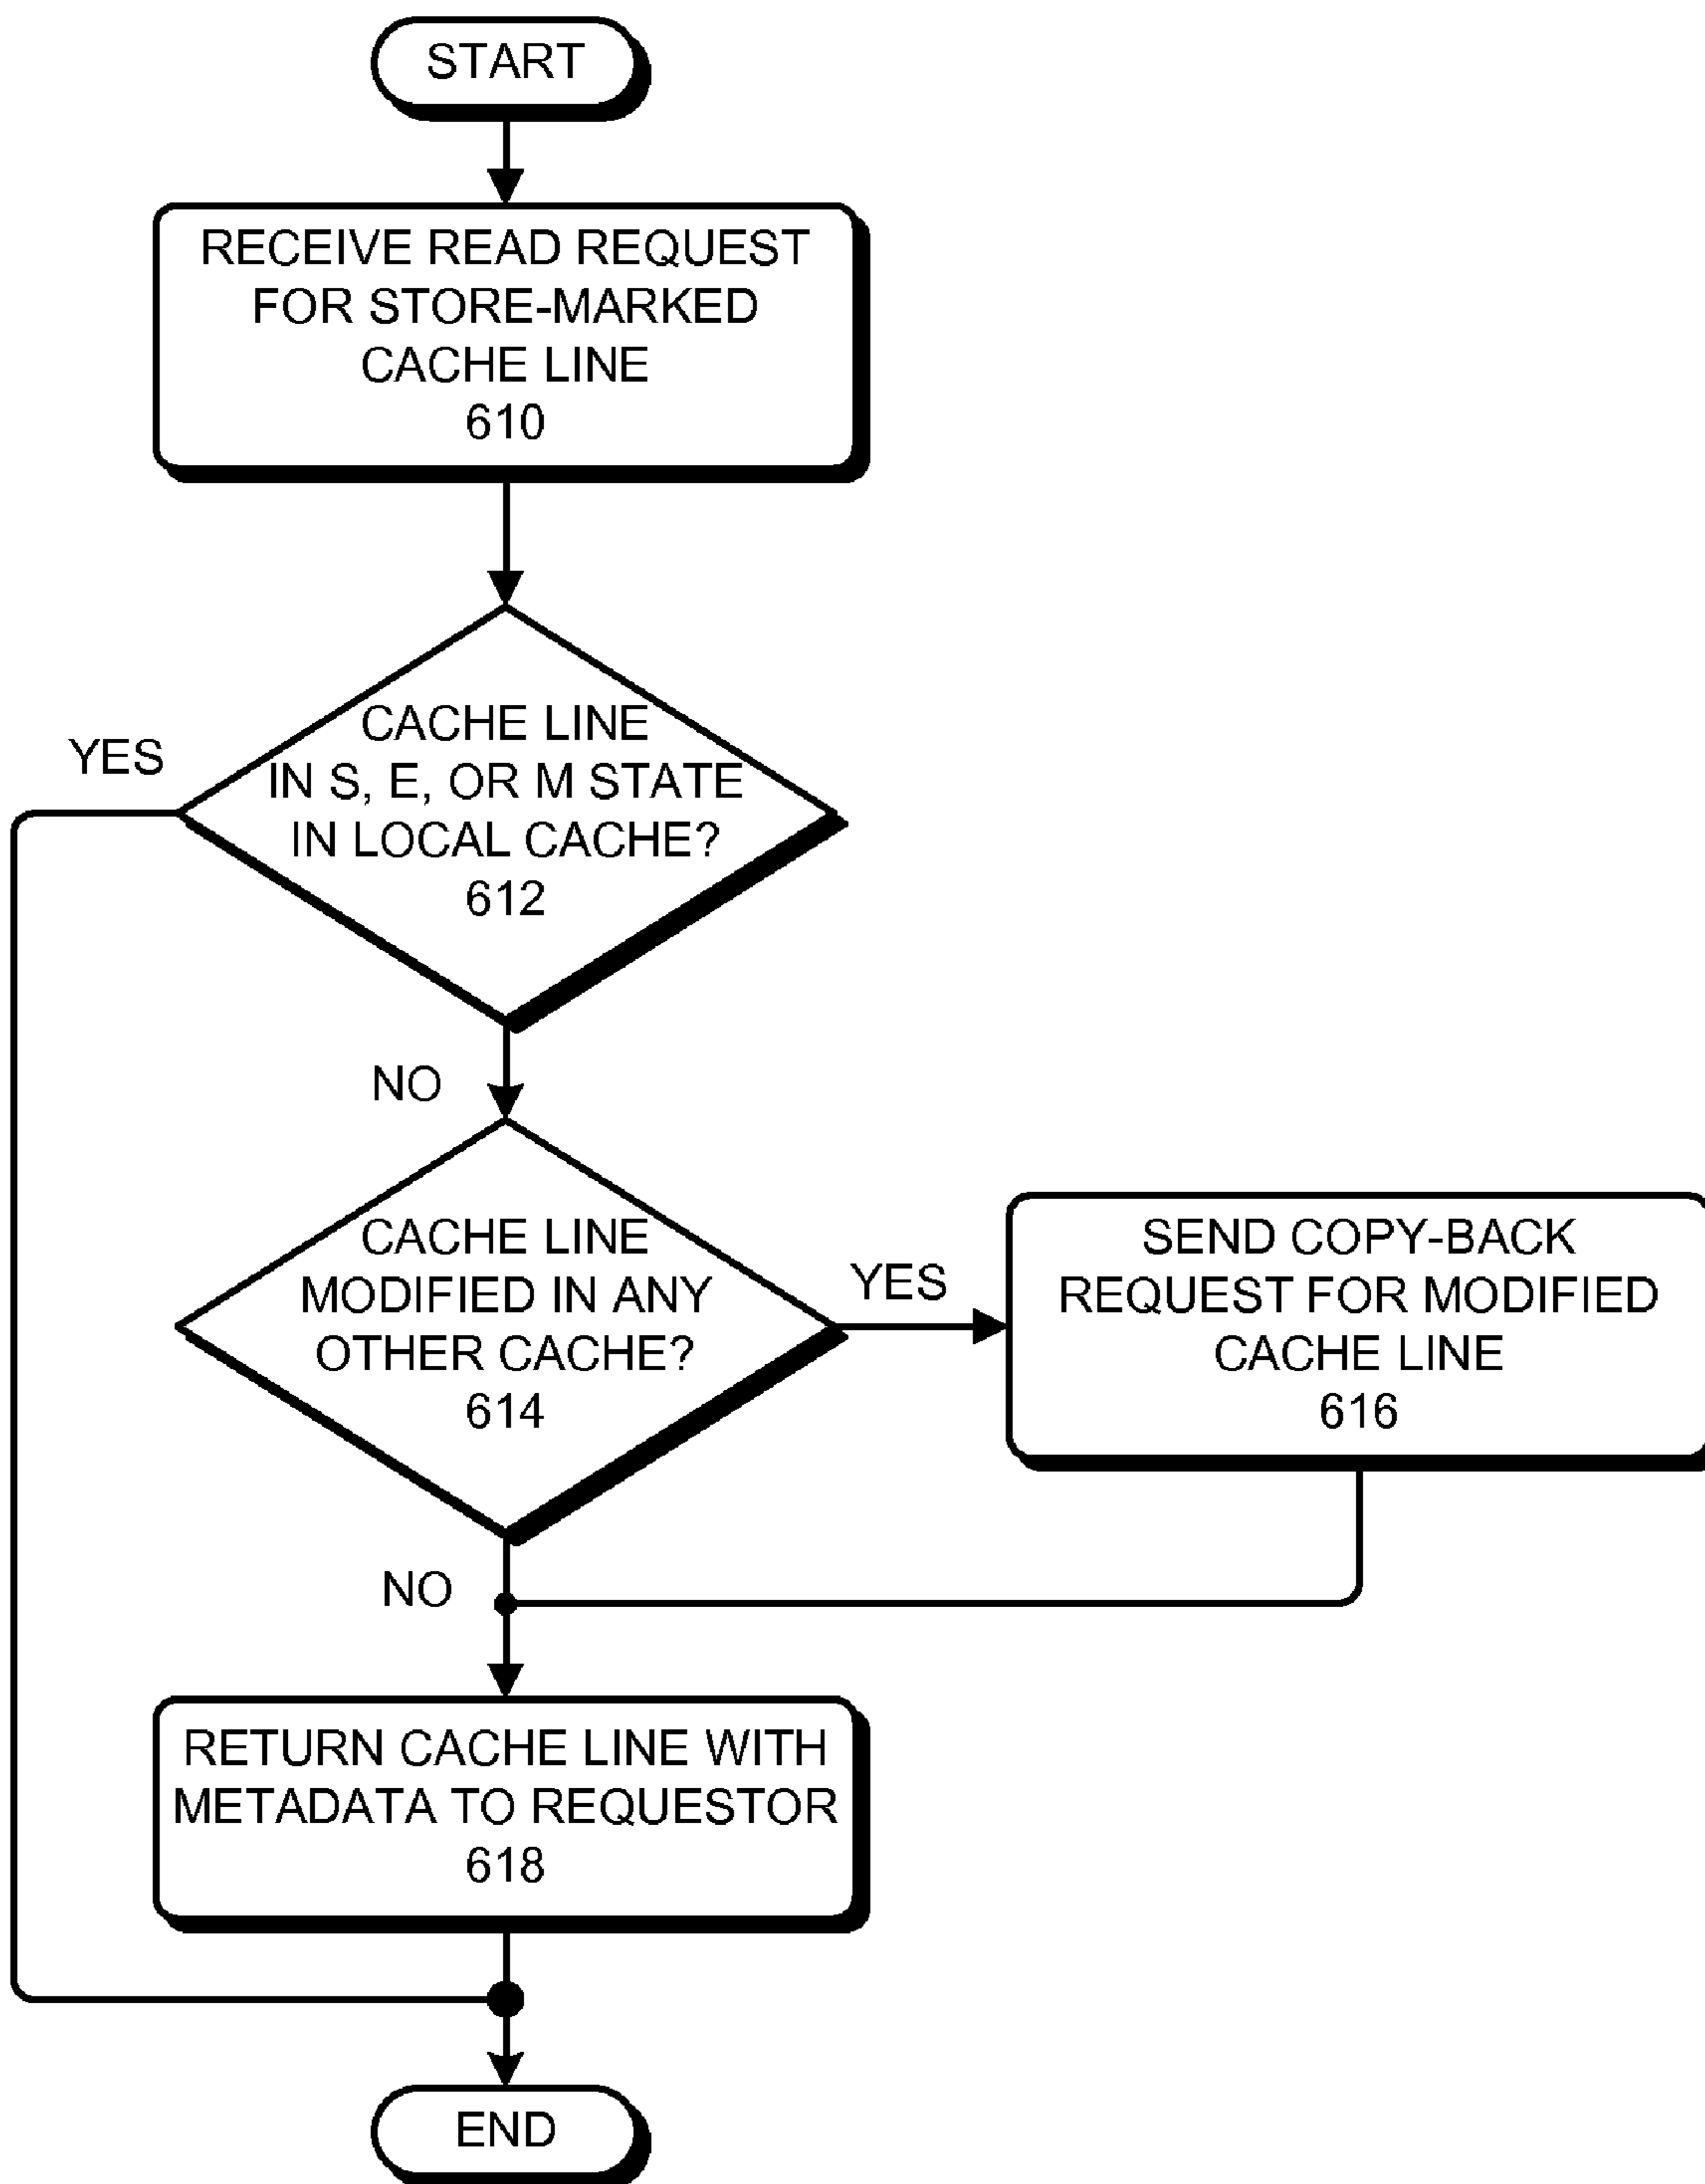 START
RECEIVE READ REQUEST
FOR STORE-MARKED
CACHE LINE
610
CACHE LINE
IN S, E, OR M STATE
IN LOCAL CACHE?
612
YES
NO
CACHE LINE
MODIFIED IN ANY
OTHER CACHE?
614
YES
SEND COPY-BACK
REQUEST FOR MODIFIED
CACHE LINE
616
NO
RETURN CACHE LINE WITH
METADATA TO REQUESTOR
618
END